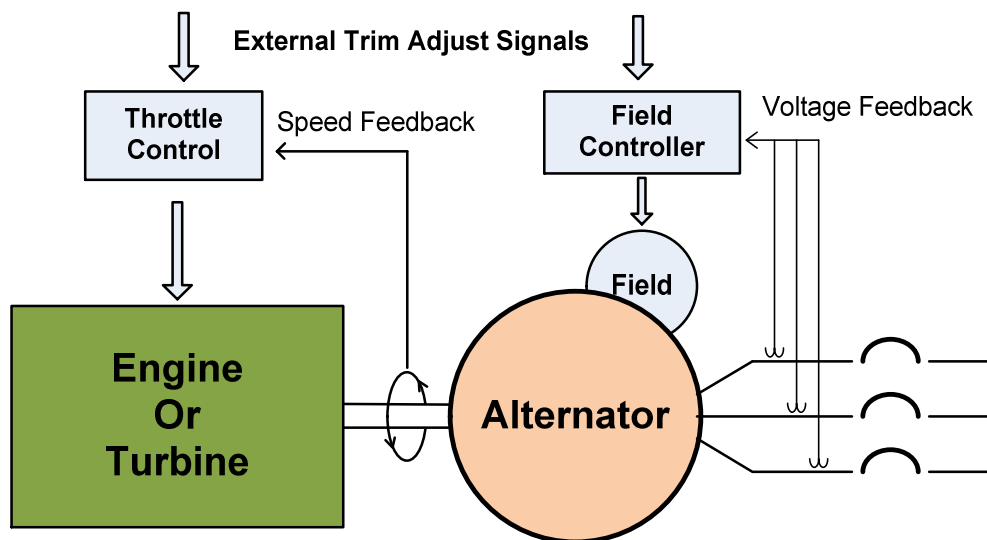 External Trim Adjust Signals
Throttle
Control
Speed Feedback
Field
Controller
Voltage Feedback
Field
Engine
Or
Turbine
Alternator